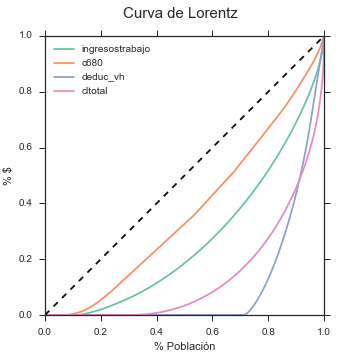 Curva de Lorentz
1.0
0.8
0.6
0.4
0.2
0.0
% $
ingresostrabajo
c680
deduc_vh
cltotal
0.0 0.2 0.4 0.6 0.8 1.0
% Población